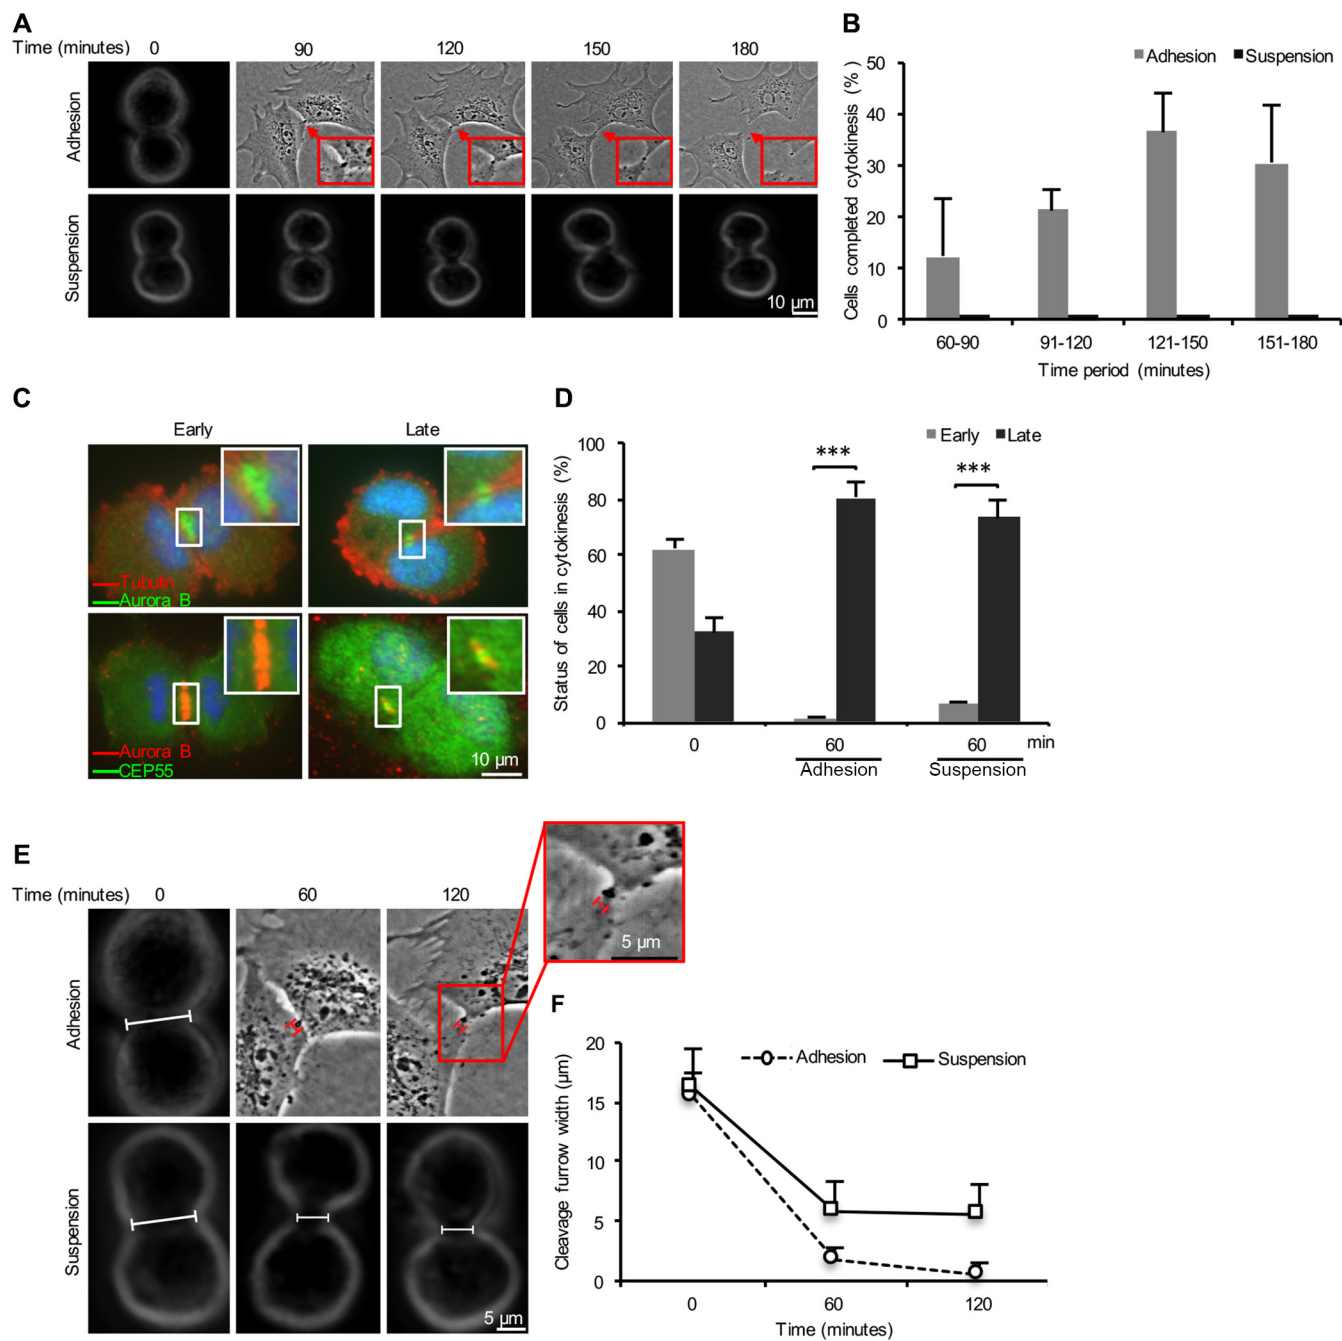 A
Time (minutes) 0 90 120 150 180
Adhesion
Suspension
10 µm
B
Adhesion Suspension
Cells completed cytokinesis (%)
50
40
30
20
10
0
60-90 91-120 121-150 151-180
Time period (minutes)
C
Early Late
Tubulin
Aurora B
Aurora B
CEP55
10 µm
D
Early Late
Status of cells in cytokinesis (%)
100
80
60
40
20
0
*** ***
0 60 60 min
Adhesion Suspension
E
Time (minutes) 0 60 120
Adhesion
Suspension
5 µm
5 µm
F
Adhesion Suspension
Cleavage furrow width (µm)
20
15
10
5
0
0 60 120
Time (minutes)